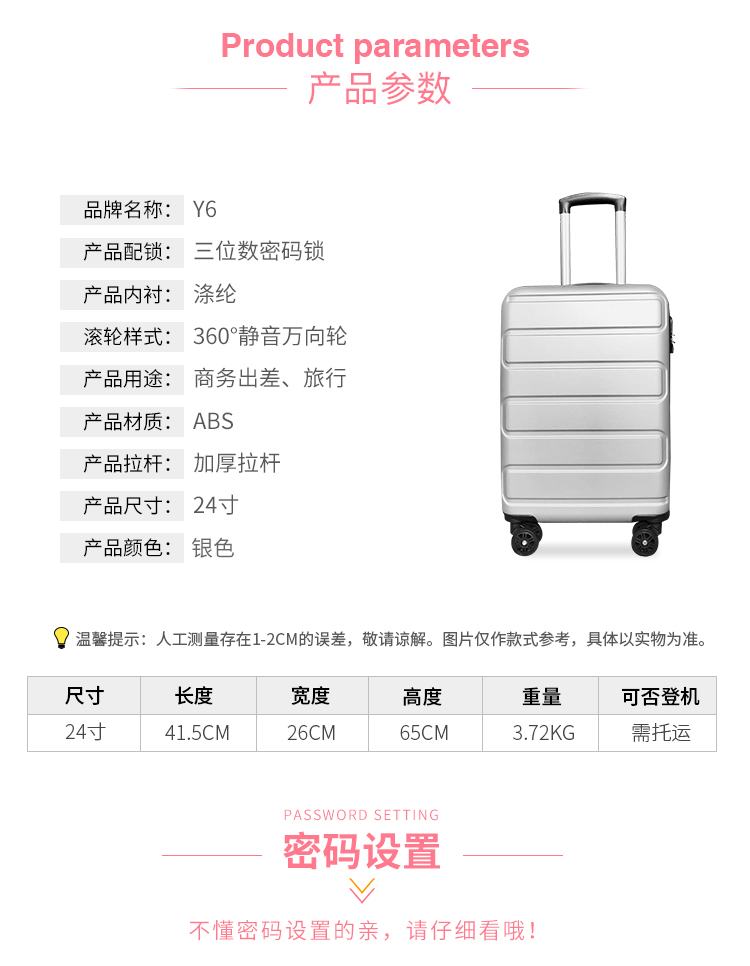 Product parameters
产品参数
品牌名称： Y6
产品配锁： 三位数密码锁
产品内衬： 涤纶
滚轮样式： 360°静音万向轮
产品用途： 商务出差、旅行
产品材质： ABS
产品拉杆： 加厚拉杆
产品尺寸： 24寸
产品颜色： 银色
温馨提示：人工测量存在1-2CM的误差，敬请谅解。图片仅作款式参考，具体以实物为准。
尺寸 长度 宽度 高度 重量 可否登机
24寸 41.5CM 26CM 65CM 3.72KG 需托运
PASSWORD SETTING
密码设置
不懂密码设置的亲，请仔细看哦！